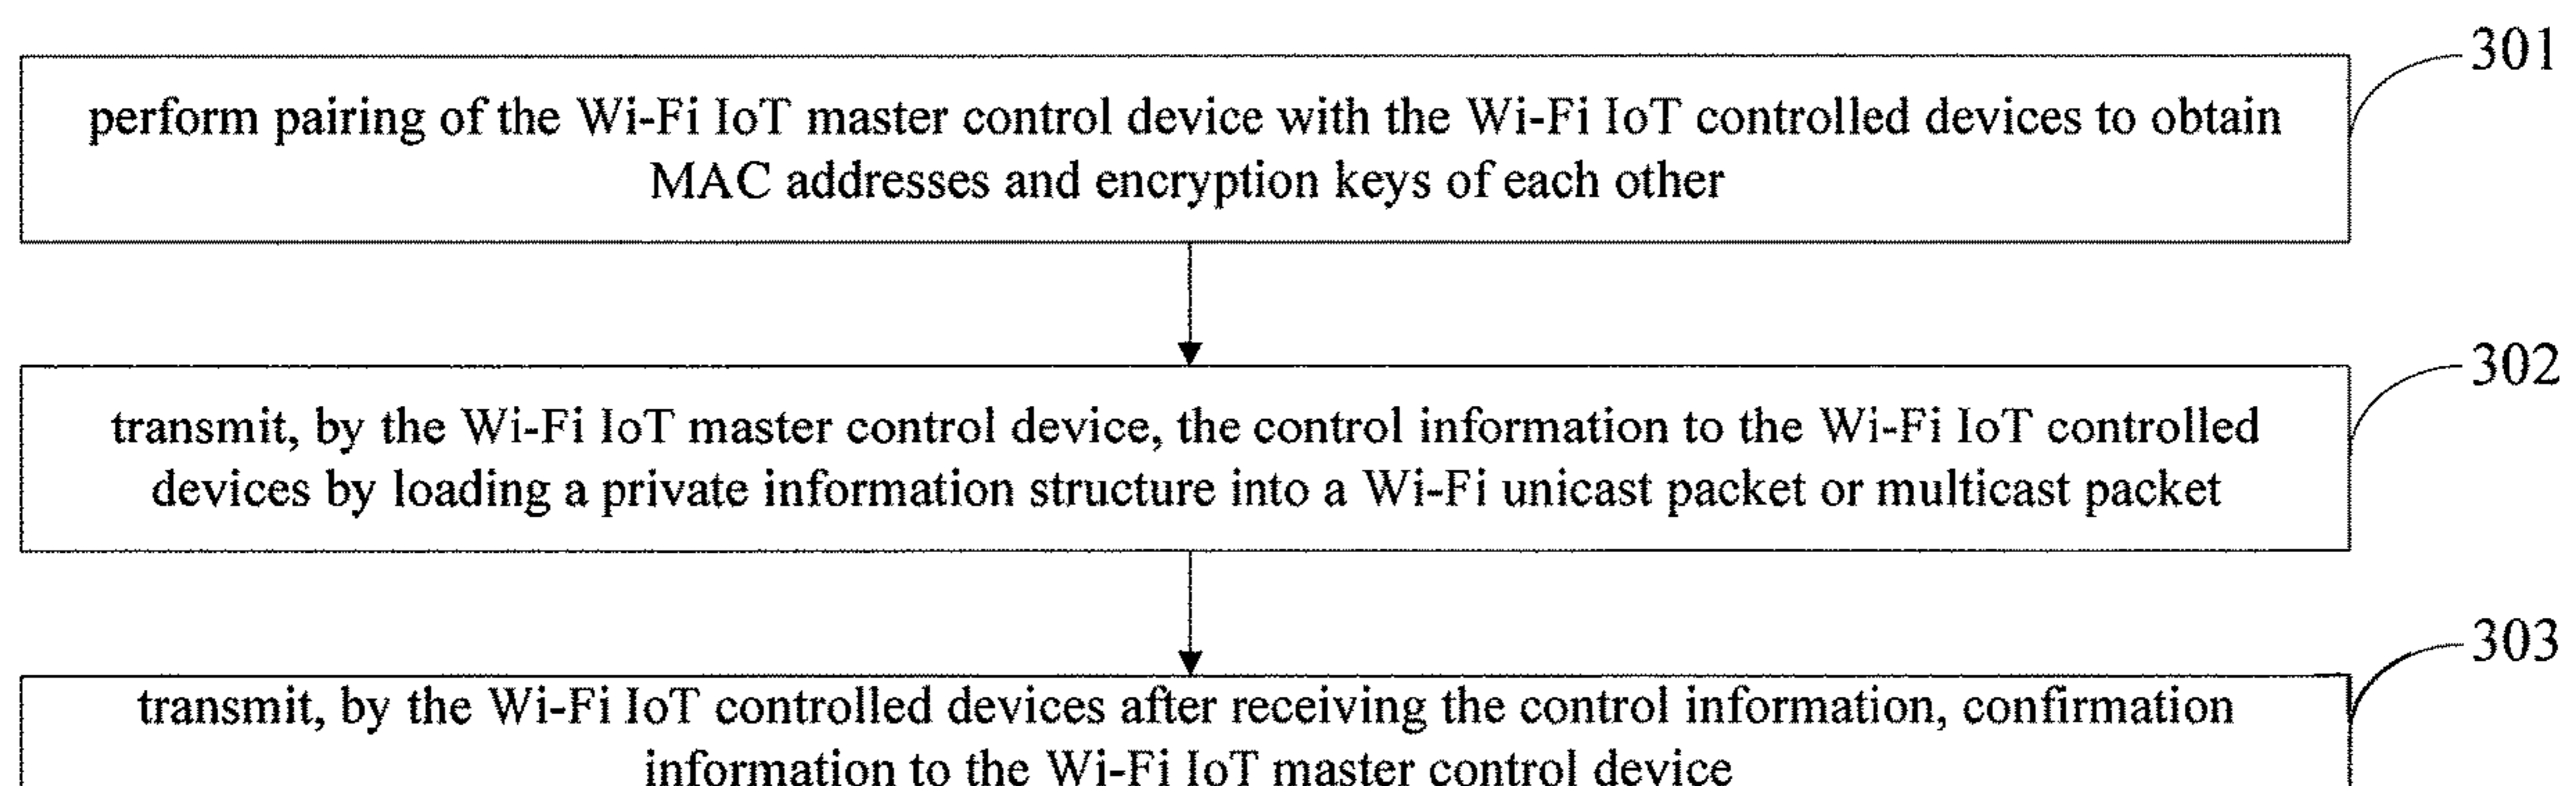 301
perform pairing of the Wi-Fi IoT master control device with the Wi-Fi IoT controlled devices to obtain
MAC addresses and encryption keys of each other
302
transmit, by the Wi-Fi IoT master control device, the control information to the Wi-Fi IoT controlled
devices by loading a private information structure into a Wi-Fi unicast packet or multicast packet
303
transmit, by the Wi-Fi IoT controlled devices after receiving the control information, confirmation
information to the Wi-Fi IoT master control device